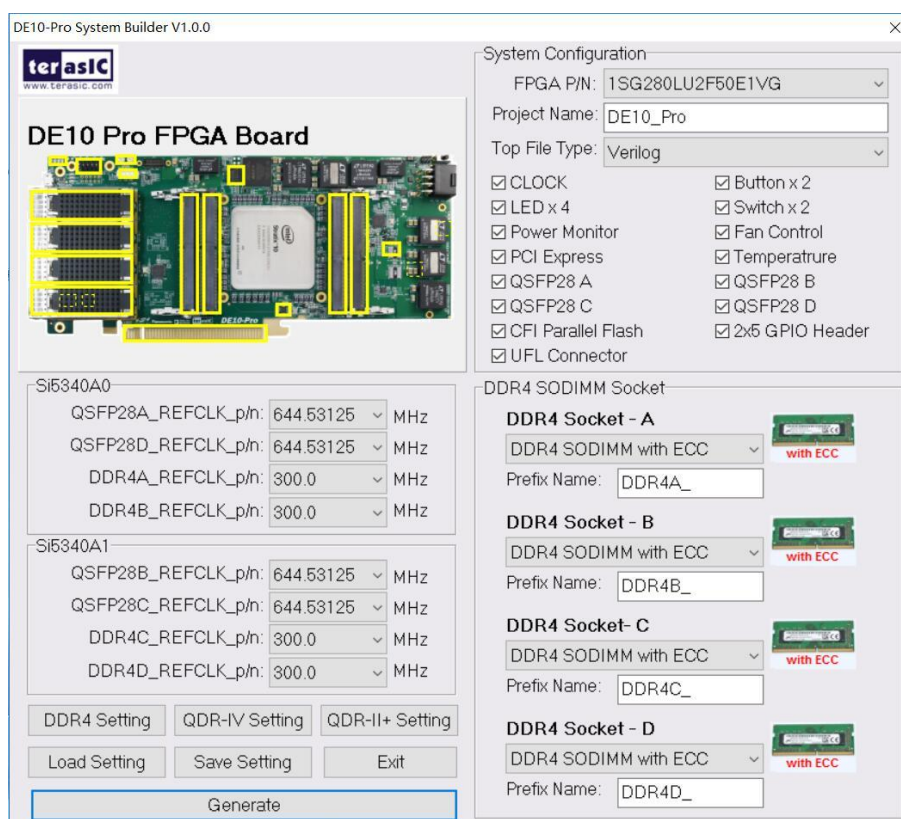 DE10-Pro System Builder V1.0.0
terasIC
www.terasic.com
DE10 Pro FPGA Board
DE10-Pro
System Configuration
FPGA P/N: 1SG280LU2F50E1VG
Project Name: DE10_Pro
Top File Type: Verilog
CLOCK
Button x 2
LED x 4
Switch x 2
Power Monitor
Fan Control
PCI Express
Temperatrure
QSFP28 A
QSFP28 B
QSFP28 C
QSFP28 D
CFI Parallel Flash
2x5 GPIO Header
UFL Connector
Si5340A0
QSFP28A_REFCLK_p/n: 644.53125 MHz
QSFP28D_REFCLK_p/n: 644.53125 MHz
DDR4A_REFCLK_p/n: 300.0 MHz
DDR4B_REFCLK_p/n: 300.0 MHz
Si5340A1
QSFP28B_REFCLK_p/n: 644.53125 MHz
QSFP28C_REFCLK_p/n: 644.53125 MHz
DDR4C_REFCLK_p/n: 300.0 MHz
DDR4D_REFCLK_p/n: 300.0 MHz
DDR4 Setting
QDR-IV Setting
QDR-II+ Setting
Load Setting
Save Setting
Exit
Generate
DDR4 SODIMM Socket
DDR4 Socket - A
DDR4 SODIMM with ECC
with ECC
Prefix Name: DDR4A_
DDR4 Socket - B
DDR4 SODIMM with ECC
with ECC
Prefix Name: DDR4B_
DDR4 Socket- C
DDR4 SODIMM with ECC
with ECC
Prefix Name: DDR4C_
DDR4 Socket - D
DDR4 SODIMM with ECC
with ECC
Prefix Name: DDR4D_